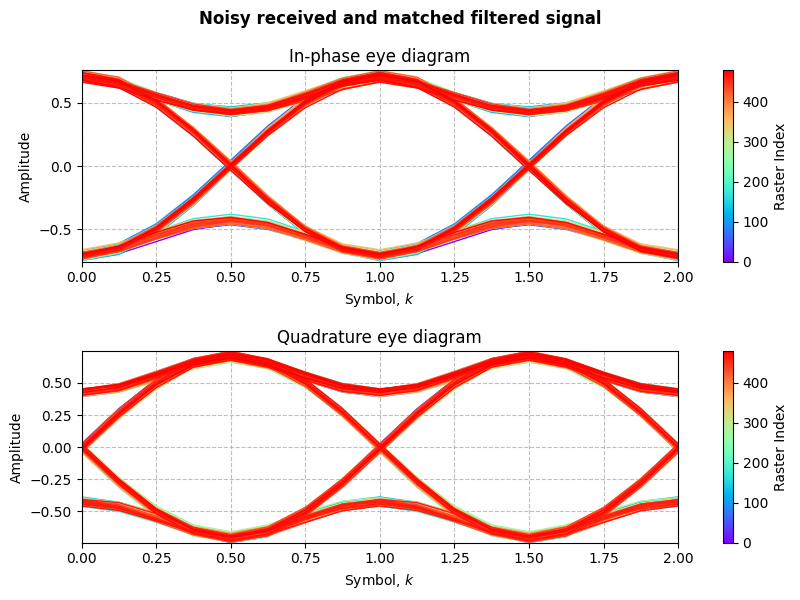 Noisy received and matched filtered signal
In-phase eye diagram
0.5
0.0
−0.5
Amplitude
0.00 0.25 0.50 0.75 1.00 1.25 1.50 1.75 2.00
Symbol, k
400
300
200
100
0
Raster Index
Quadrature eye diagram
0.50
0.25
0.00
−0.25
−0.50
Amplitude
0.00 0.25 0.50 0.75 1.00 1.25 1.50 1.75 2.00
Symbol, k
400
300
200
100
0
Raster Index